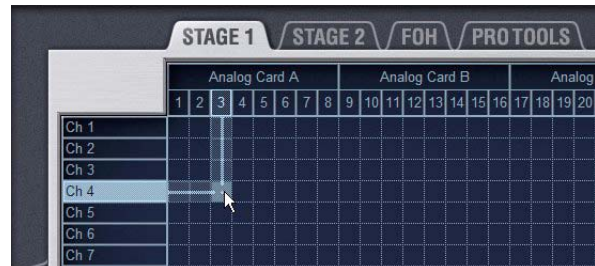 STAGE 1 STAGE 2 FOH PRO TOOLS
Analog Card A Analog Card B Analog
1 2 3 4 5 6 7 8 9 10 11 12 13 14 15 16 17 18 19 20
Ch 1
Ch 2
Ch 3
Ch 4
Ch 5
Ch 6
Ch 7